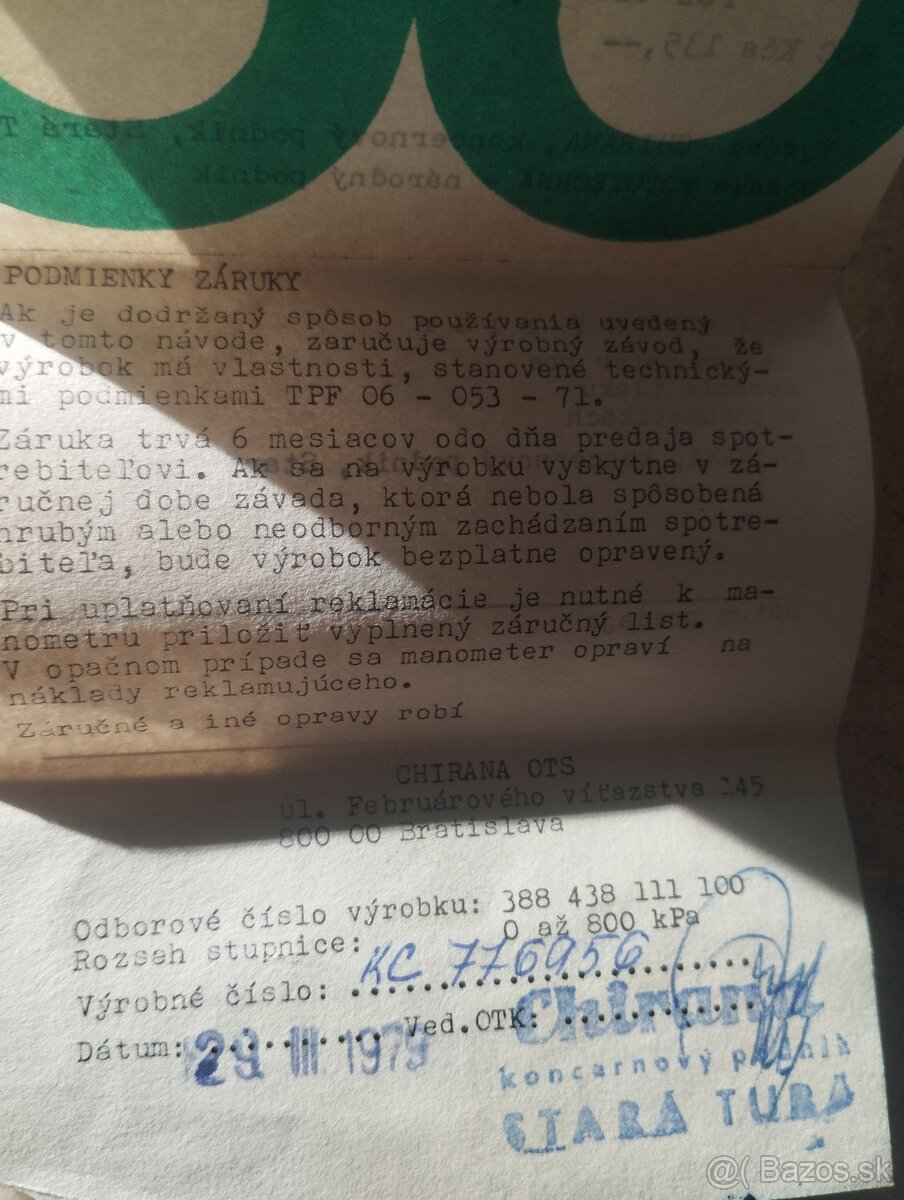 Kčs 135,--
CHIRANA, koncernový podnik, Stará T
- národný podnik
PODMIENKY ZÁRUKY
Ak je dodržaný spôsob používania uvedený
v tomto návode, zaručuje výrobný závod, že
výrobok má vlastnosti, stanovené technický-
mi podmienkami TPF 06 - 053 - 71.
Záruka trvá 6 mesiacov odo dňa predaja spot-
rebiteľovi. Ak sa na výrobku vyskytne v zá-
ručnej dobe závada, ktorá nebola spôsobená
hrubým alebo neodborným zachádzaním spotre-
biteľa, bude výrobok bezplatne opravený.
Pri uplatňovaní reklamácie je nutné k ma-
nometru priložiť vyplnený záručný list.
V opačnom prípade sa manometer opraví na
náklady reklamujúceho.
Záručné a iné opravy robí
CHIRANA OTS
ul. Februárového víťazstva 145
800 00 Bratislava
Odborové číslo výrobku: 388 438 111 100
Rozsah stupnice: 0 až 800 kPa
Výrobné číslo: KC 776956
Dátum: 29. III. 1979 Ved.OTK:
Chirana
koncernový podnik
STARÁ TURÁ
@( Bazos.sk